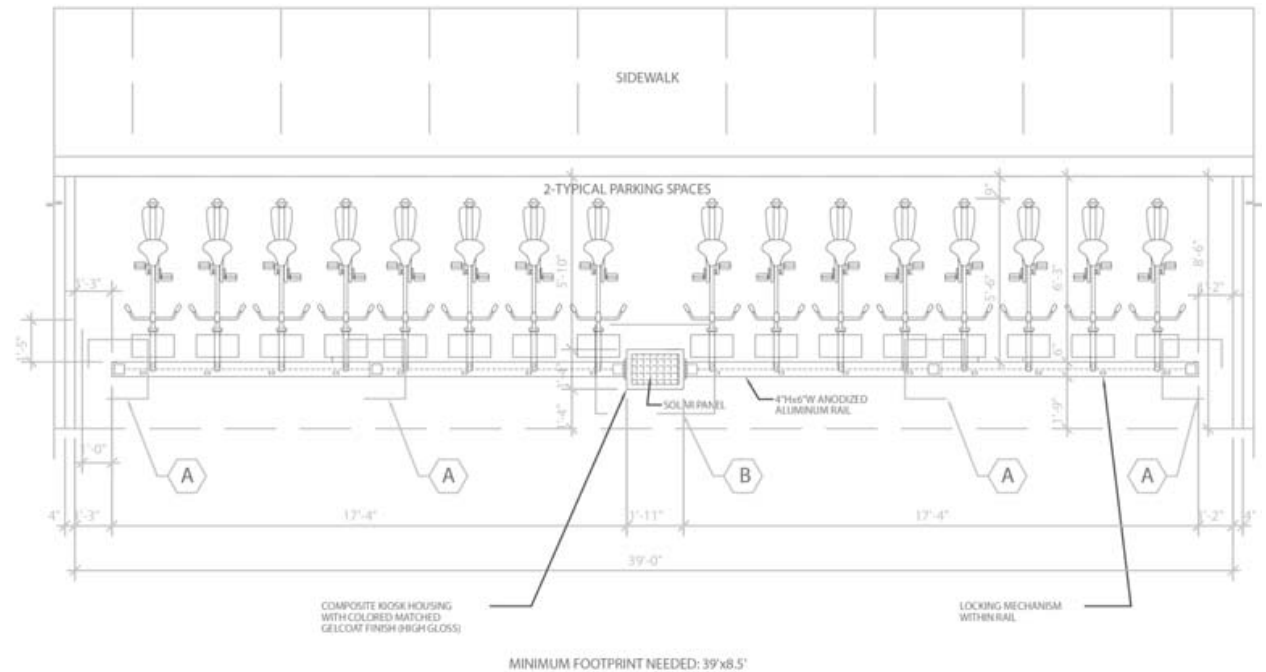 SIDEWALK
2-TYPICAL PARKING SPACES
9"
5'-10"
5'-6"
6'-3"
8'-6"
1'-3"
1'-2"
1'-5"
6"
SOLAR PANEL
4"Hx6"W ANODIZED
ALUMINUM RAIL
1'-4"
1'-9"
1'-0"
A
A
B
A
A
4"
1'-3"
17'-4"
1'-11"
17'-4"
1'-2"
4"
39'-0"
COMPOSITE KIOSK HOUSING
WITH COLORED MATCHED
GELCOAT FINISH (HIGH GLOSS)
LOCKING MECHANISM
WITHIN RAIL
MINIMUM FOOTPRINT NEEDED: 39'x8.5'